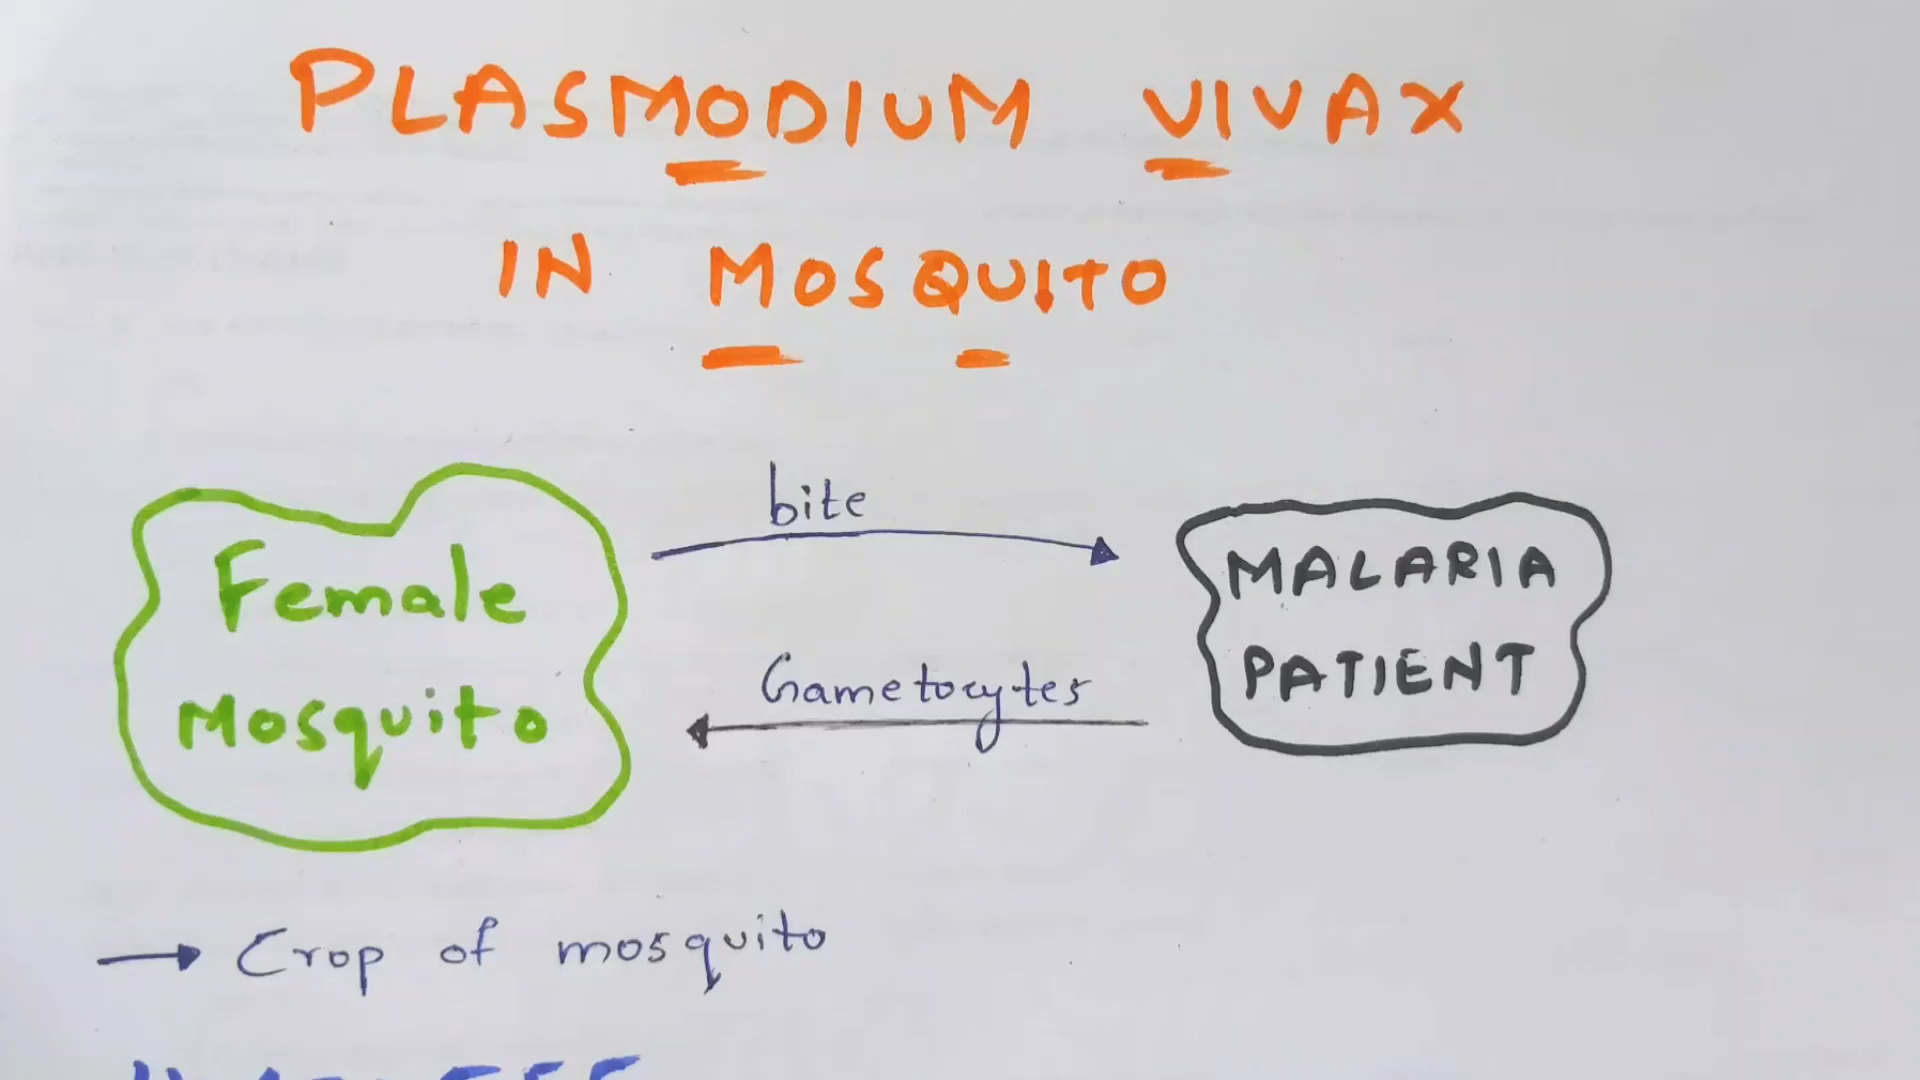 PLASMODIUM VIVAX
IN MOSQUITO
bite
Female
Mosquito
MALARIA
PATIENT
Gametocytes
→ Crop of mosquito